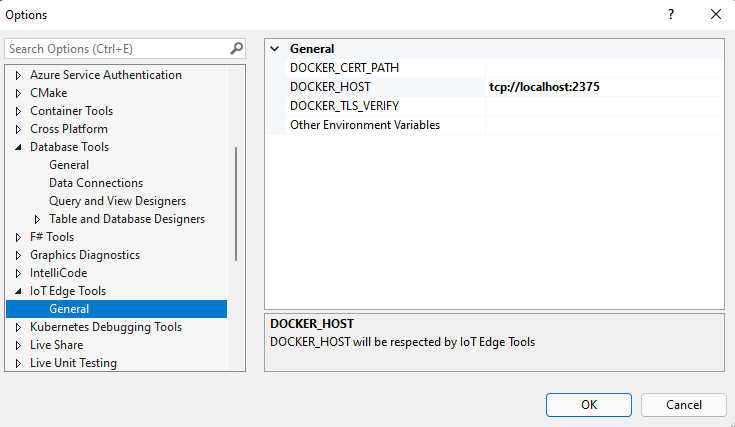 Options
?
Search Options (Ctrl+E)
Azure Service Authentication
CMake
Container Tools
Cross Platform
Database Tools
General
Data Connections
Query and View Designers
Table and Database Designers
F# Tools
Graphics Diagnostics
IntelliCode
IoT Edge Tools
General
Kubernetes Debugging Tools
Live Share
Live Unit Testing
General
DOCKER_CERT_PATH
DOCKER_HOST tcp://localhost:2375
DOCKER_TLS_VERIFY
Other Environment Variables
DOCKER_HOST
DOCKER_HOST will be respected by IoT Edge Tools
OK Cancel